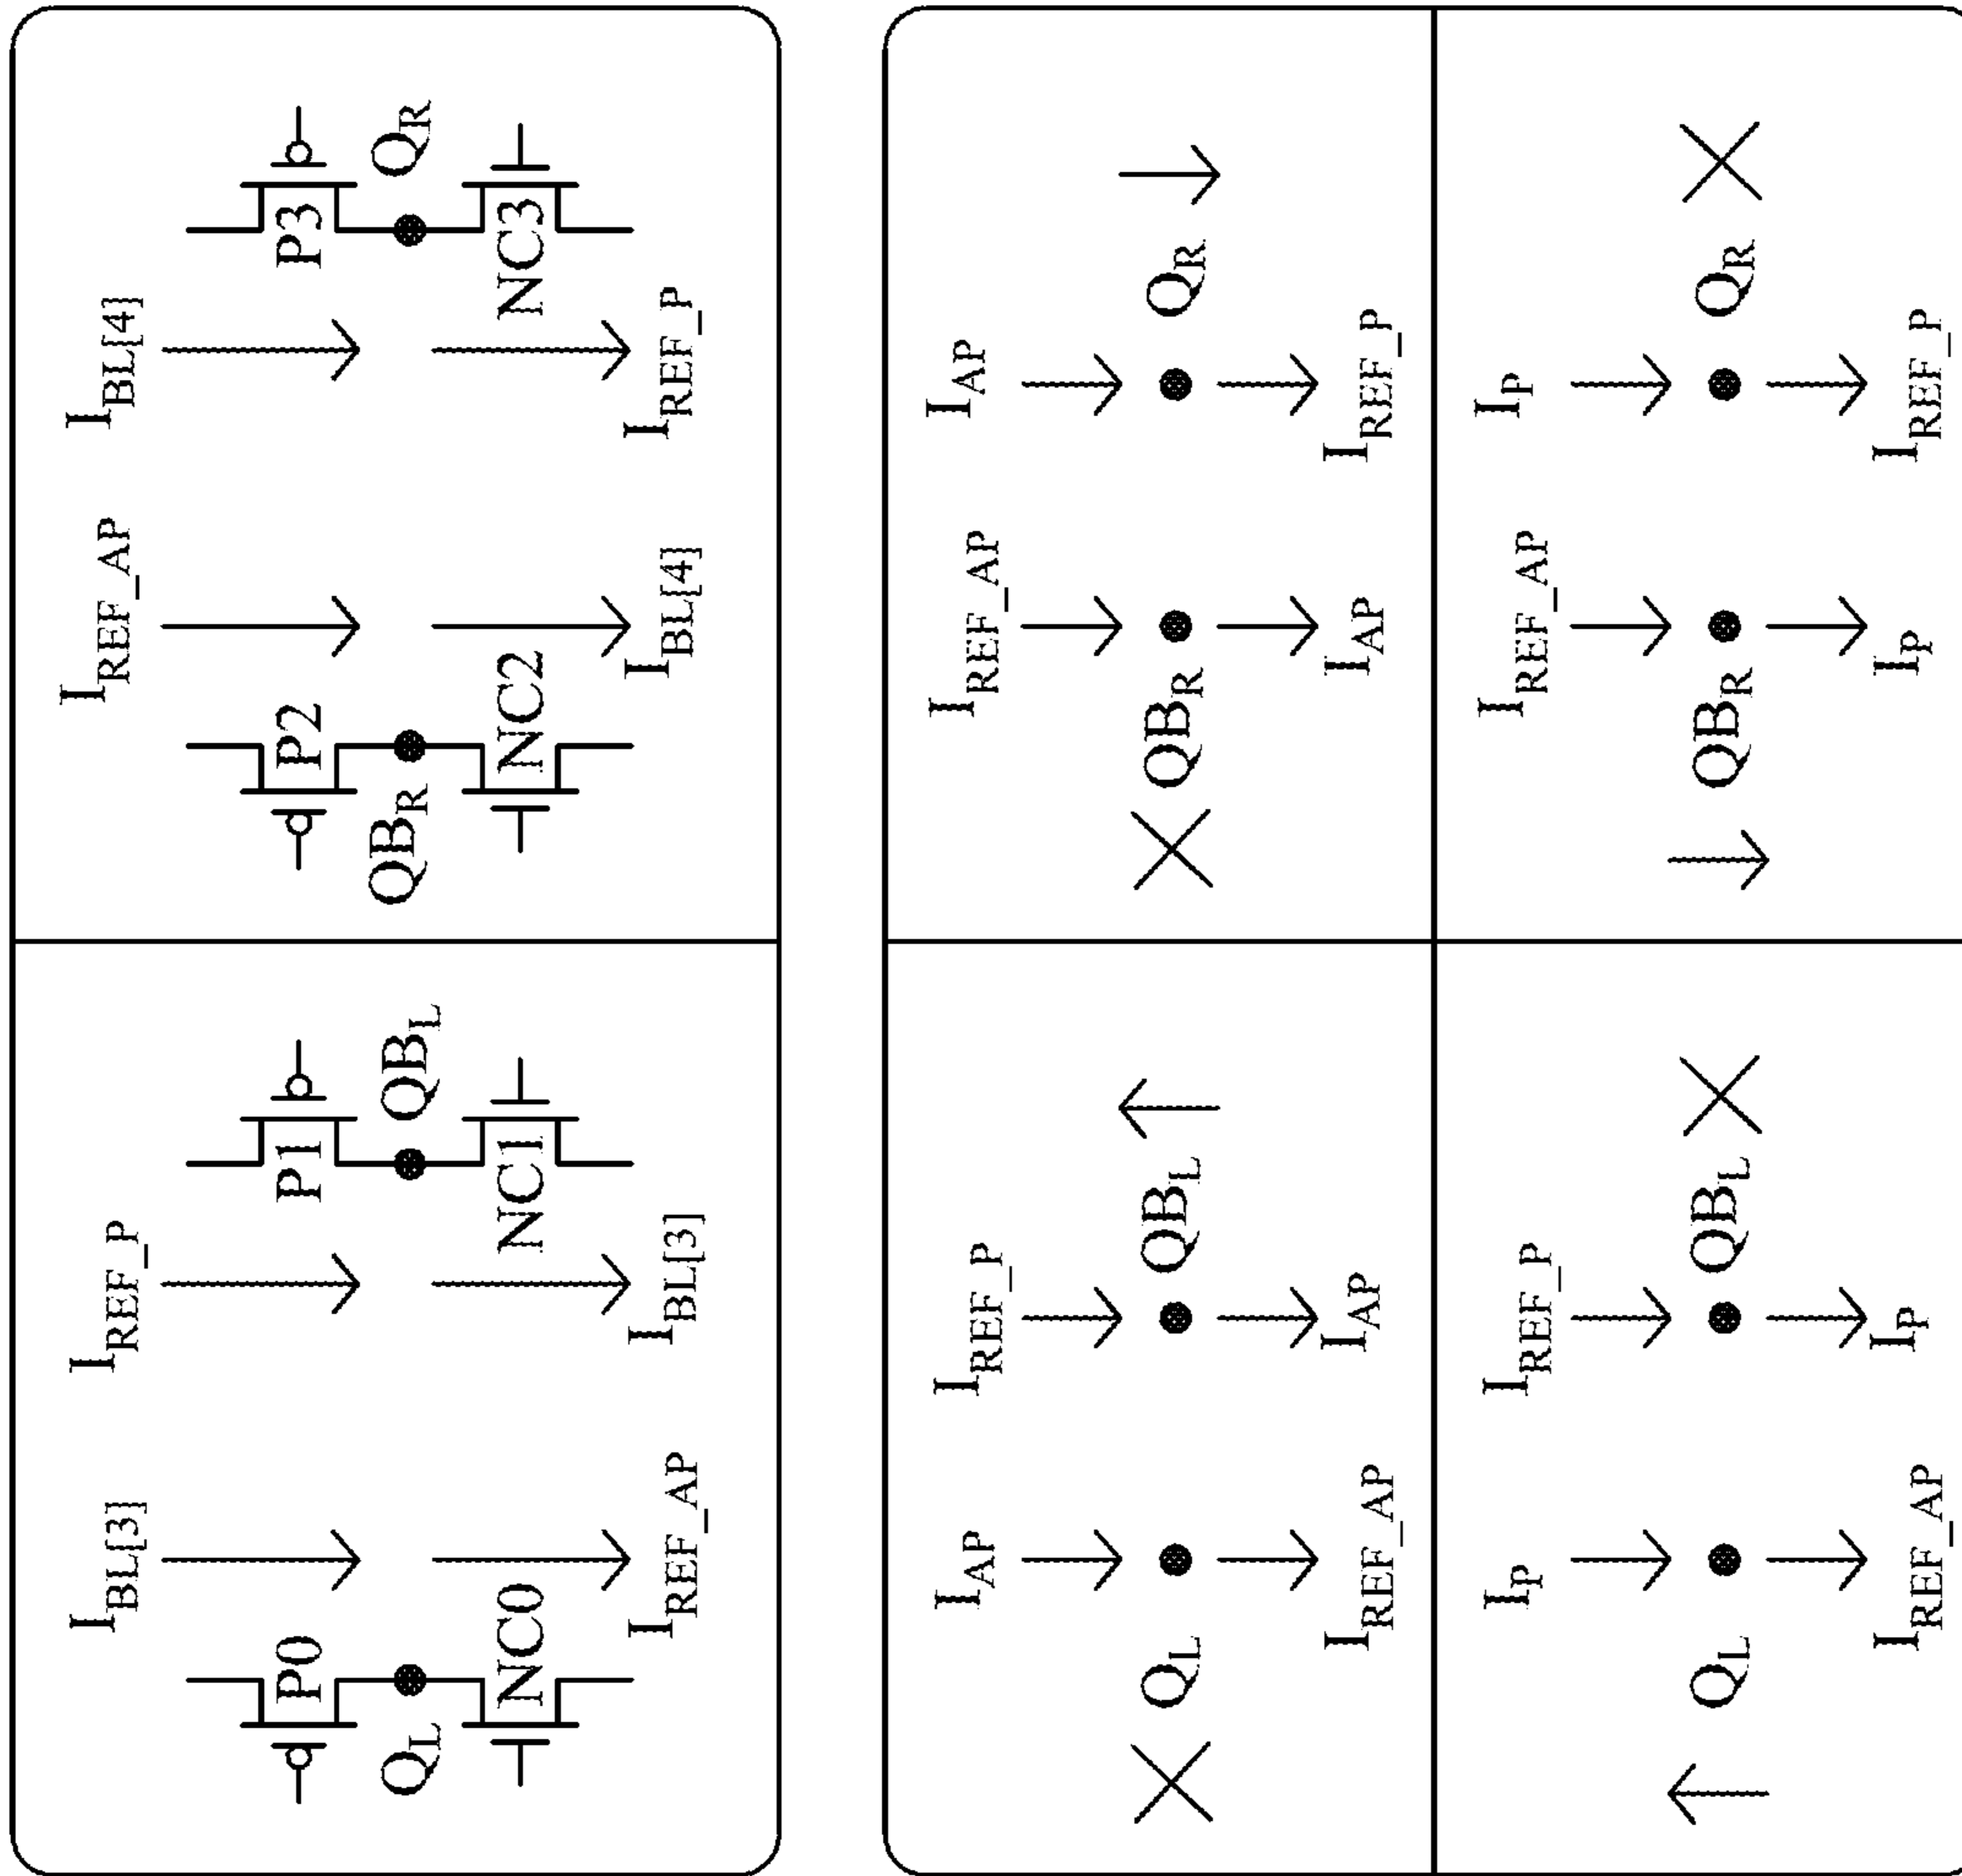 I_BL[3] I_REF_P I_REF_AP I_BL[4]
P0 P1 P2 P3
Q_L QB_L QB_R Q_R
NC0 NC1 NC2 NC3
I_REF_AP I_BL[3] I_BL[4] I_REF_P
I_AP I_REF_P I_REF_AP I_AP
Q_L QB_L QB_R Q_R
I_REF_AP I_AP I_AP I_REF_P
I_P I_REF_P I_REF_AP I_P
Q_L QB_L QB_R Q_R
I_REF_AP I_P I_P I_REF_P